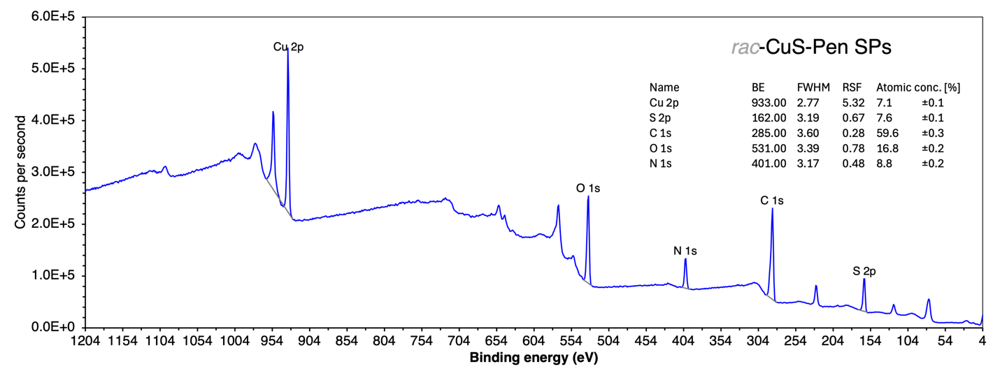 6.0E+5
5.0E+5
4.0E+5
3.0E+5
2.0E+5
1.0E+5
0.0E+0
Counts per second
Cu 2p
O 1s
N 1s
C 1s
S 2p
rac-CuS-Pen SPs
Name BE FWHM RSF Atomic conc. [%]
Cu 2p 933.00 2.77 5.32 7.1 ±0.1
S 2p 162.00 3.19 0.67 7.6 ±0.1
C 1s 285.00 3.60 0.28 59.6 ±0.3
O 1s 531.00 3.39 0.78 16.8 ±0.2
N 1s 401.00 3.17 0.48 8.8 ±0.2
1204 1154 1104 1054 1004 954 904 854 804 754 704 654 604 554 504 454 404 354 304 254 204 154 104 54 4
Binding energy (eV)